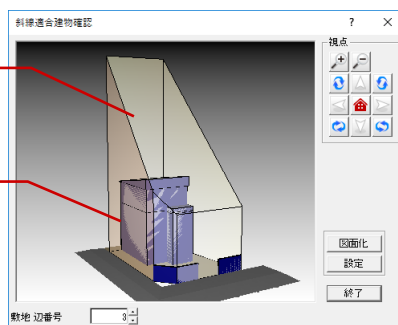 斜線適合建物確認
? ×
視点
図面化
設定
終了
敷地 辺番号 3